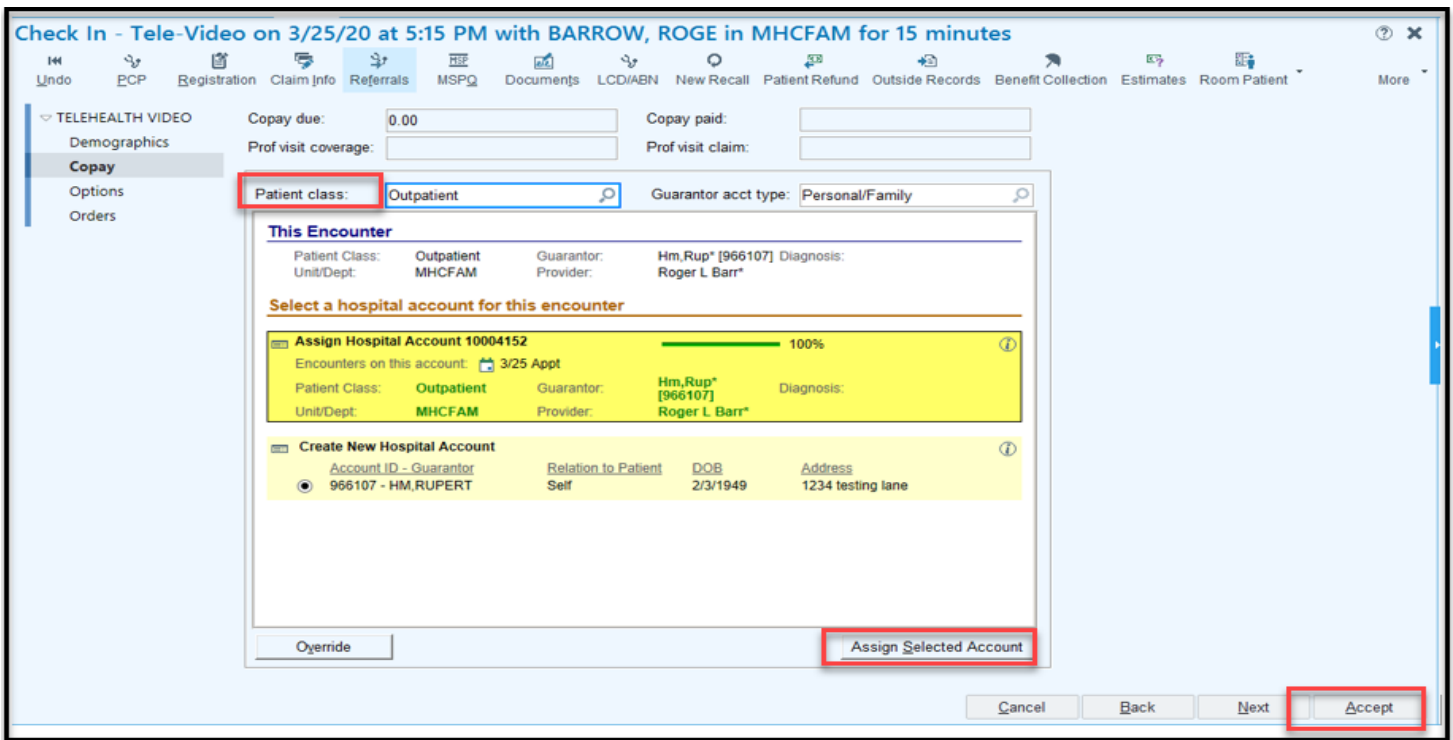 Check In - Tele-Video on 3/25/20 at 5:15 PM with BARROW, ROGE in MHCFAM for 15 minutes
Undo PCP Registration Claim Info Referrals MSPQ Documents LCD/ABN New Recall Patient Refund Outside Records Benefit Collection Estimates Room Patient More
TELEHEALTH VIDEO
Demographics
Copay
Options
Orders
Copay due: 0.00 Copay paid:
Prof visit coverage: Prof visit claim:
Patient class: Outpatient Guarantor acct type: Personal/Family
This Encounter
Patient Class: Outpatient Guarantor: Hm,Rup* [966107] Diagnosis:
Unit/Dept: MHCFAM Provider: Roger L Barr*
Select a hospital account for this encounter
Assign Hospital Account 10004152 100%
Encounters on this account: 3/25 Appt
Patient Class: Outpatient Guarantor: Hm,Rup* [966107] Diagnosis:
Unit/Dept: MHCFAM Provider: Roger L Barr*
Create New Hospital Account
Account ID - Guarantor Relation to Patient DOB Address
966107 - HM,RUPERT Self 2/3/1949 1234 testing lane
Override Assign Selected Account
Cancel Back Next Accept